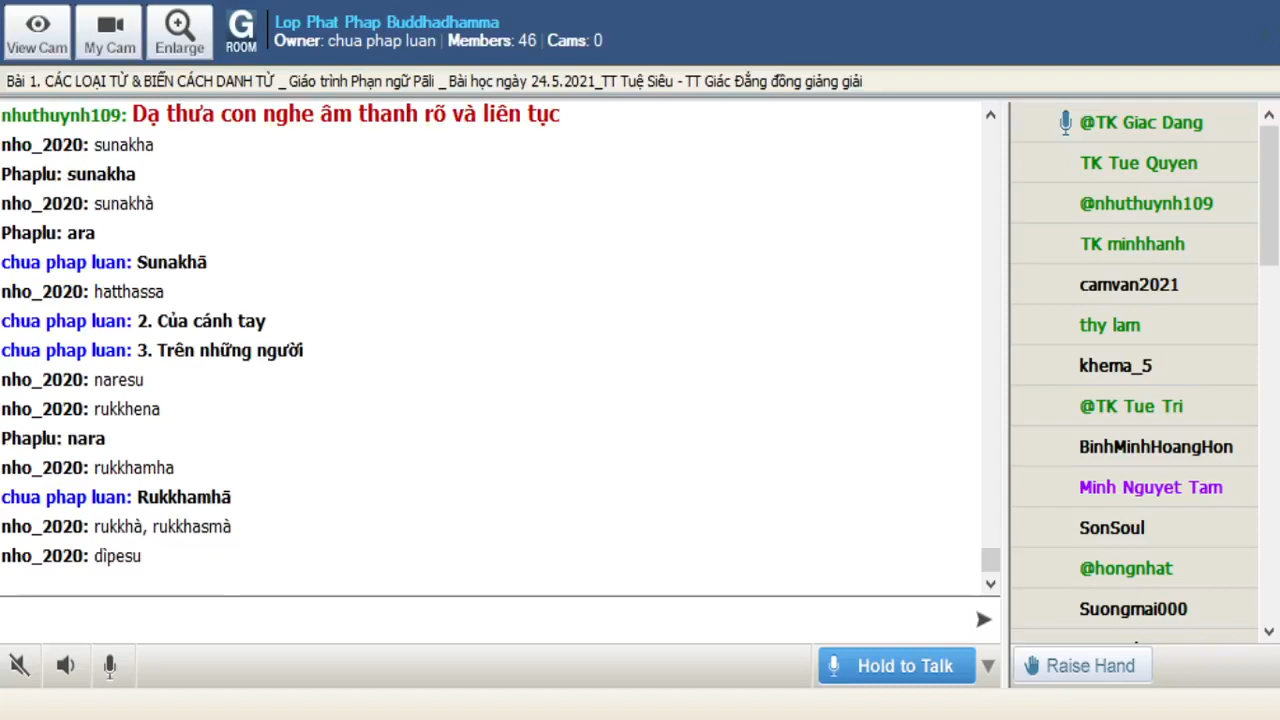 View Cam
My Cam
Enlarge
G
ROOM
Lop Phat Phap Buddhadhamma
Owner: chua phap luan | Members: 46 | Cams: 0
Bài 1. CÁC LOẠI TỪ & BIẾN CÁCH DANH TỪ _Giáo trình Phạn ngữ Pāli _Bài học ngày 24.5.2021_TT Tuệ Siêu - TT Giác Đẳng đồng giảng giải
nhuthuynh109: Dạ thưa con nghe âm thanh rõ và liên tục
nho_2020: sunakha
Phaplu: sunakha
nho_2020: sunakhà
Phaplu: ara
chua phap luan: Sunakhā
nho_2020: hatthassa
chua phap luan: 2. Của cánh tay
chua phap luan: 3. Trên những người
nho_2020: naresu
nho_2020: rukkhena
Phaplu: nara
nho_2020: rukkhamha
chua phap luan: Rukkhamhā
nho_2020: rukkhà, rukkhasmà
nho_2020: dìpesu
@TK Giac Dang
TK Tue Quyen
@nhuthuynh109
TK minhhanh
camvan2021
thy lam
khema_5
@TK Tue Tri
BinhMinhHoangHon
Minh Nguyet Tam
SonSoul
@hongnhat
Suongmai000
Hold to Talk
Raise Hand